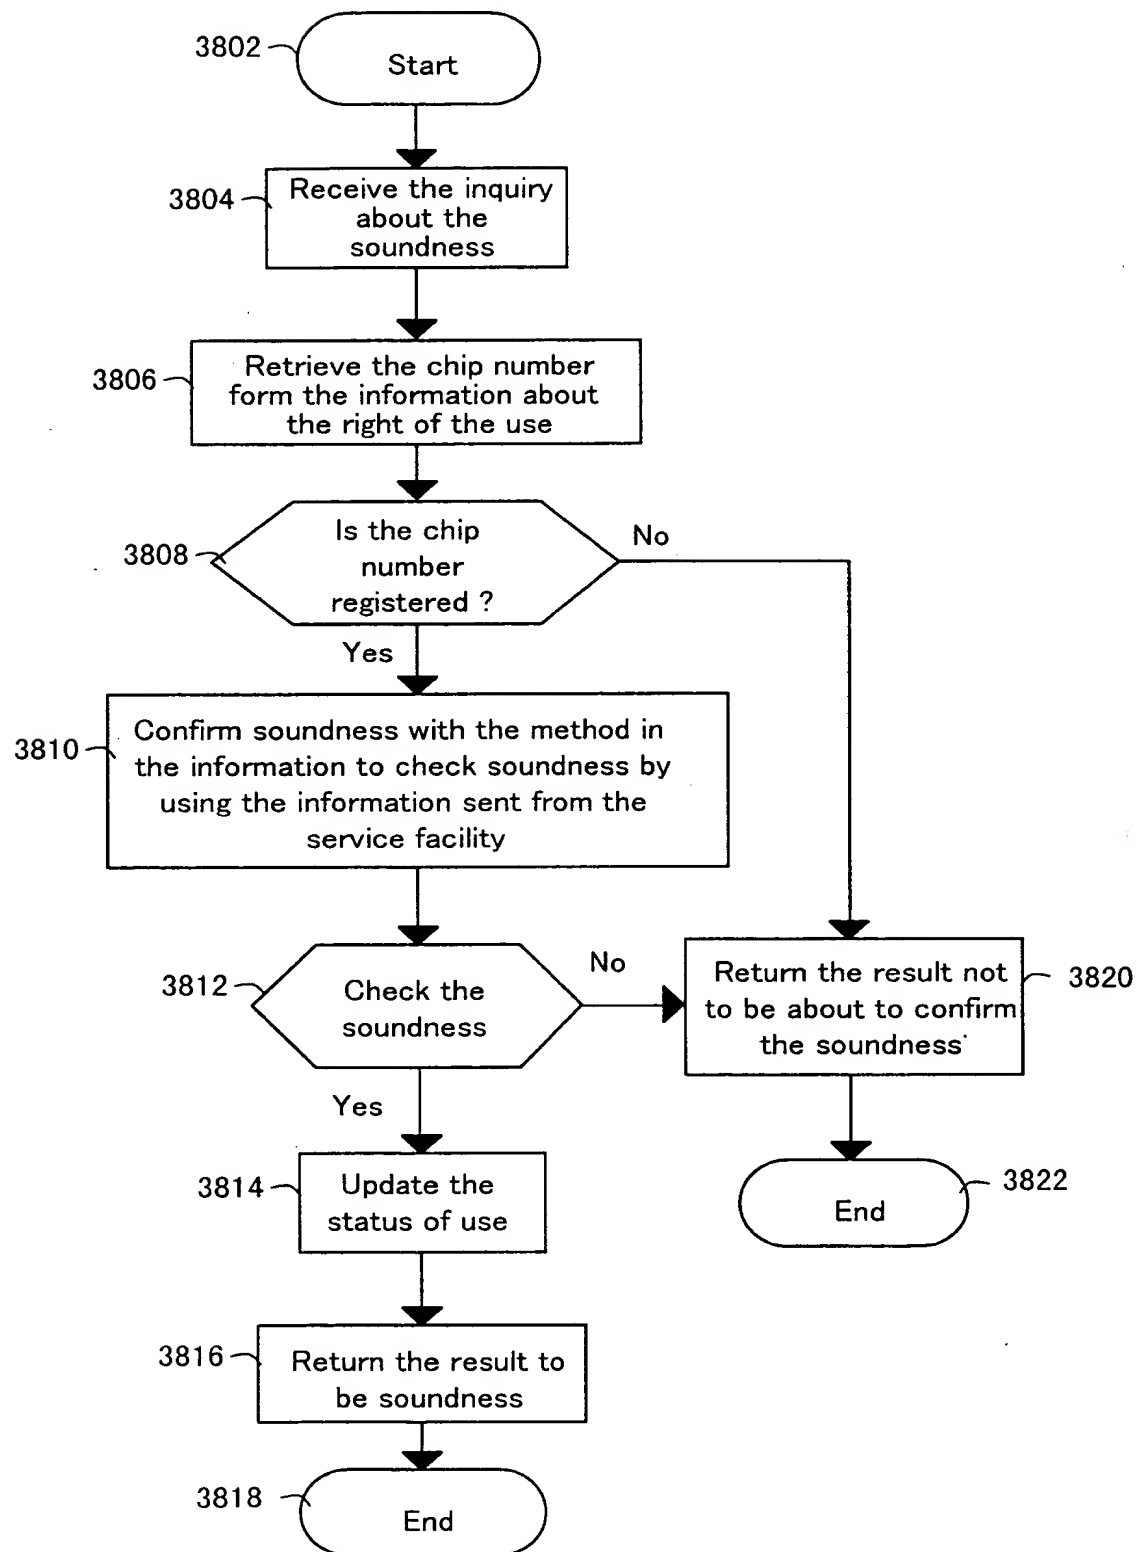 3802
Start
3804
Receive the inquiry
about the
soundness
3806
Retrieve the chip number
form the information about
the right of the use
3808
Is the chip
number
registered ?
No
Yes
3810
Confirm soundness with the method in
the information to check soundness by
using the information sent from the
service facility
3812
Check the
soundness
No
Yes
3820
Return the result not
to be about to confirm
the soundness
3814
Update the
status of use
3822
End
3816
Return the result to
be soundness
3818
End